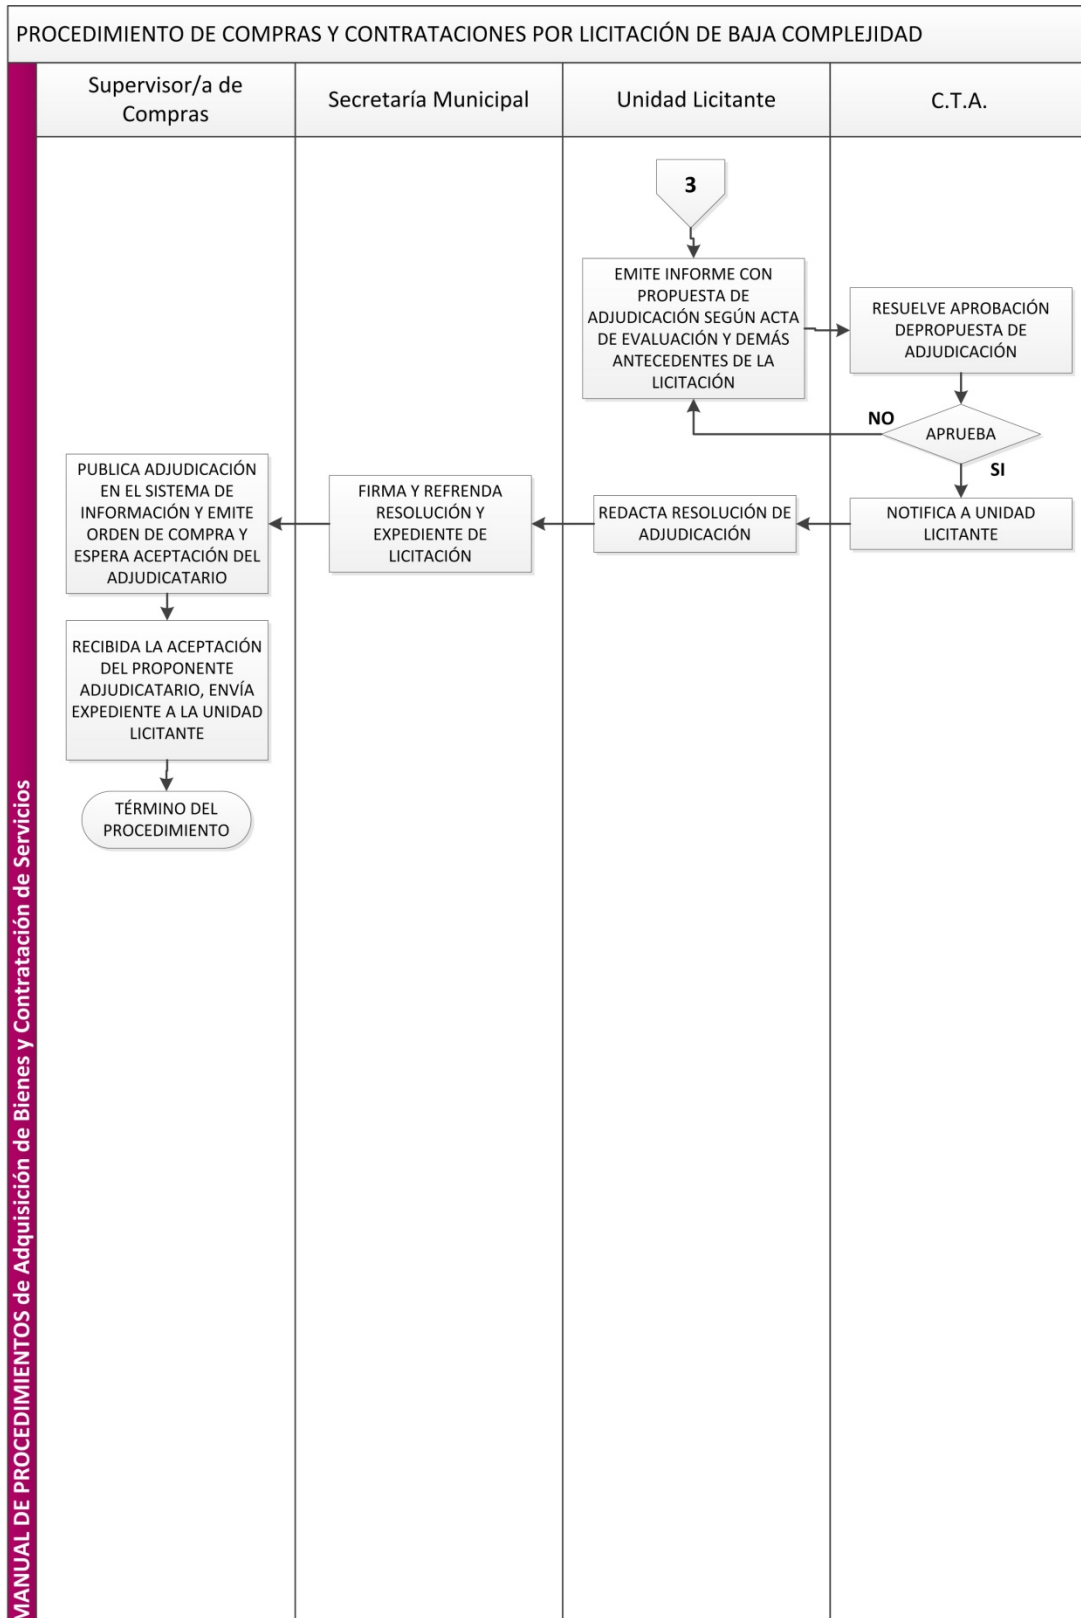 PROCEDIMIENTO DE COMPRAS Y CONTRATACIONES POR LICITACIÓN DE BAJA COMPLEJIDAD
Supervisor/a de
Compras
Secretaría Municipal
Unidad Licitante
C.T.A.
3
EMITE INFORME CON
PROPUESTA DE
ADJUDICACIÓN SEGÚN ACTA
DE EVALUACIÓN Y DEMÁS
ANTECEDENTES DE LA
LICITACIÓN
RESUELVE APROBACIÓN
DEPROPUESTA DE
ADJUDICACIÓN
NO
APRUEBA
SI
NOTIFICA A UNIDAD
LICITANTE
REDACTA RESOLUCIÓN DE
ADJUDICACIÓN
FIRMA Y REFRENDA
RESOLUCIÓN Y
EXPEDIENTE DE
LICITACIÓN
PUBLICA ADJUDICACIÓN
EN EL SISTEMA DE
INFORMACIÓN Y EMITE
ORDEN DE COMPRA Y
ESPERA ACEPTACIÓN DEL
ADJUDICATARIO
RECIBIDA LA ACEPTACIÓN
DEL PROPONENTE
ADJUDICATARIO, ENVÍA
EXPEDIENTE A LA UNIDAD
LICITANTE
TÉRMINO DEL
PROCEDIMIENTO
MANUAL DE PROCEDIMIENTOS de Adquisición de Bienes y Contratación de Servicios